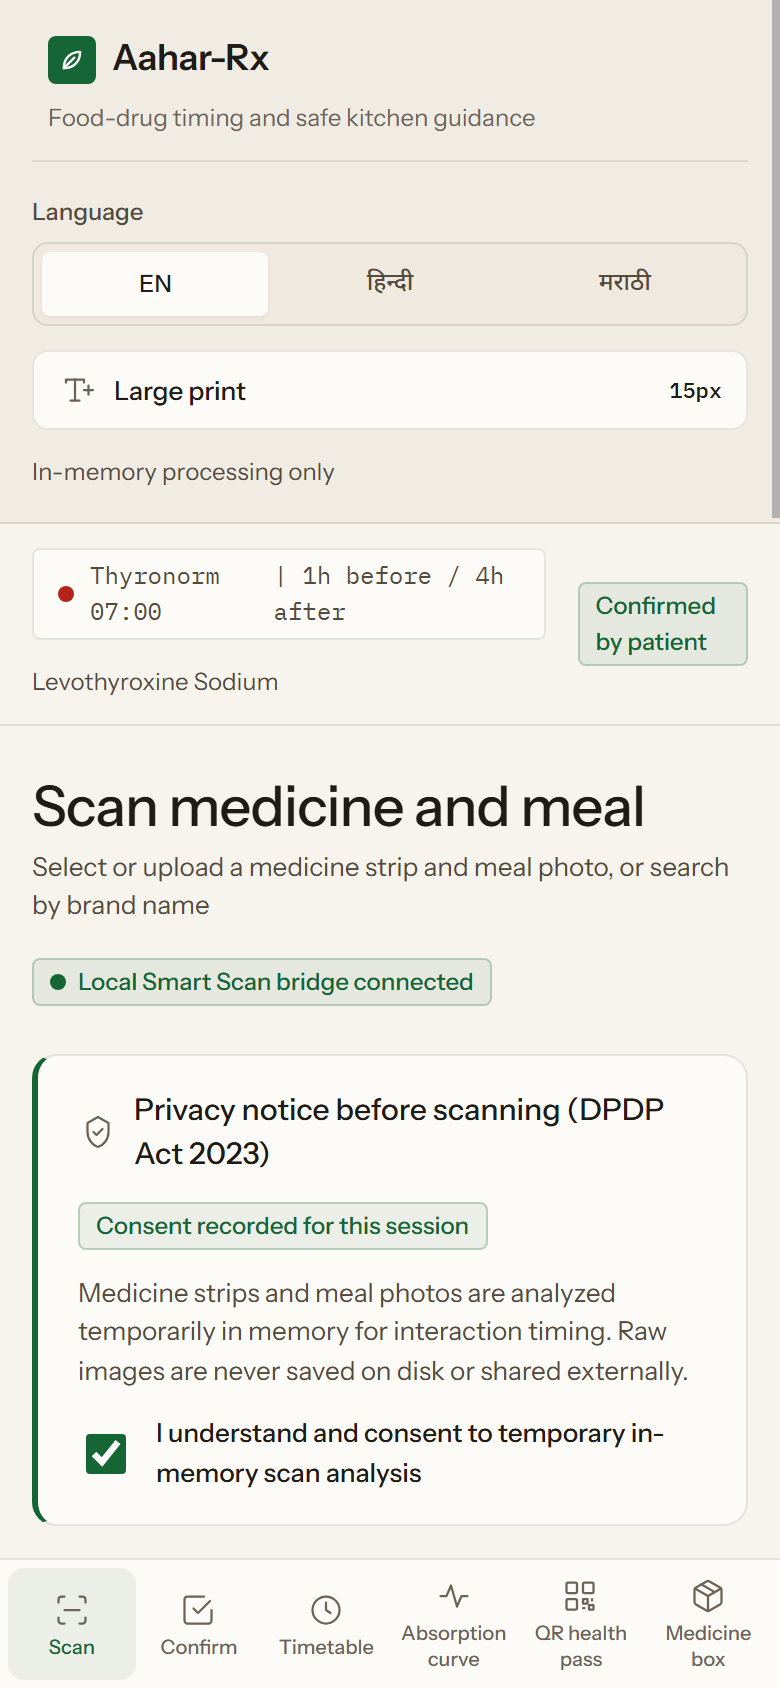 Aahar-Rx
Food-drug timing and safe kitchen guidance
Language
EN
हिन्दी
मराठी
Large print
15px
In-memory processing only
Thyronorm | 1h before / 4h
07:00 after
Confirmed
by patient
Levothyroxine Sodium
Scan medicine and meal
Select or upload a medicine strip and meal photo, or search
by brand name
Local Smart Scan bridge connected
Privacy notice before scanning (DPDP
Act 2023)
Consent recorded for this session
Medicine strips and meal photos are analyzed
temporarily in memory for interaction timing. Raw
images are never saved on disk or shared externally.
I understand and consent to temporary in-
memory scan analysis
Scan
Confirm
Timetable
Absorption
curve
QR health
pass
Medicine
box